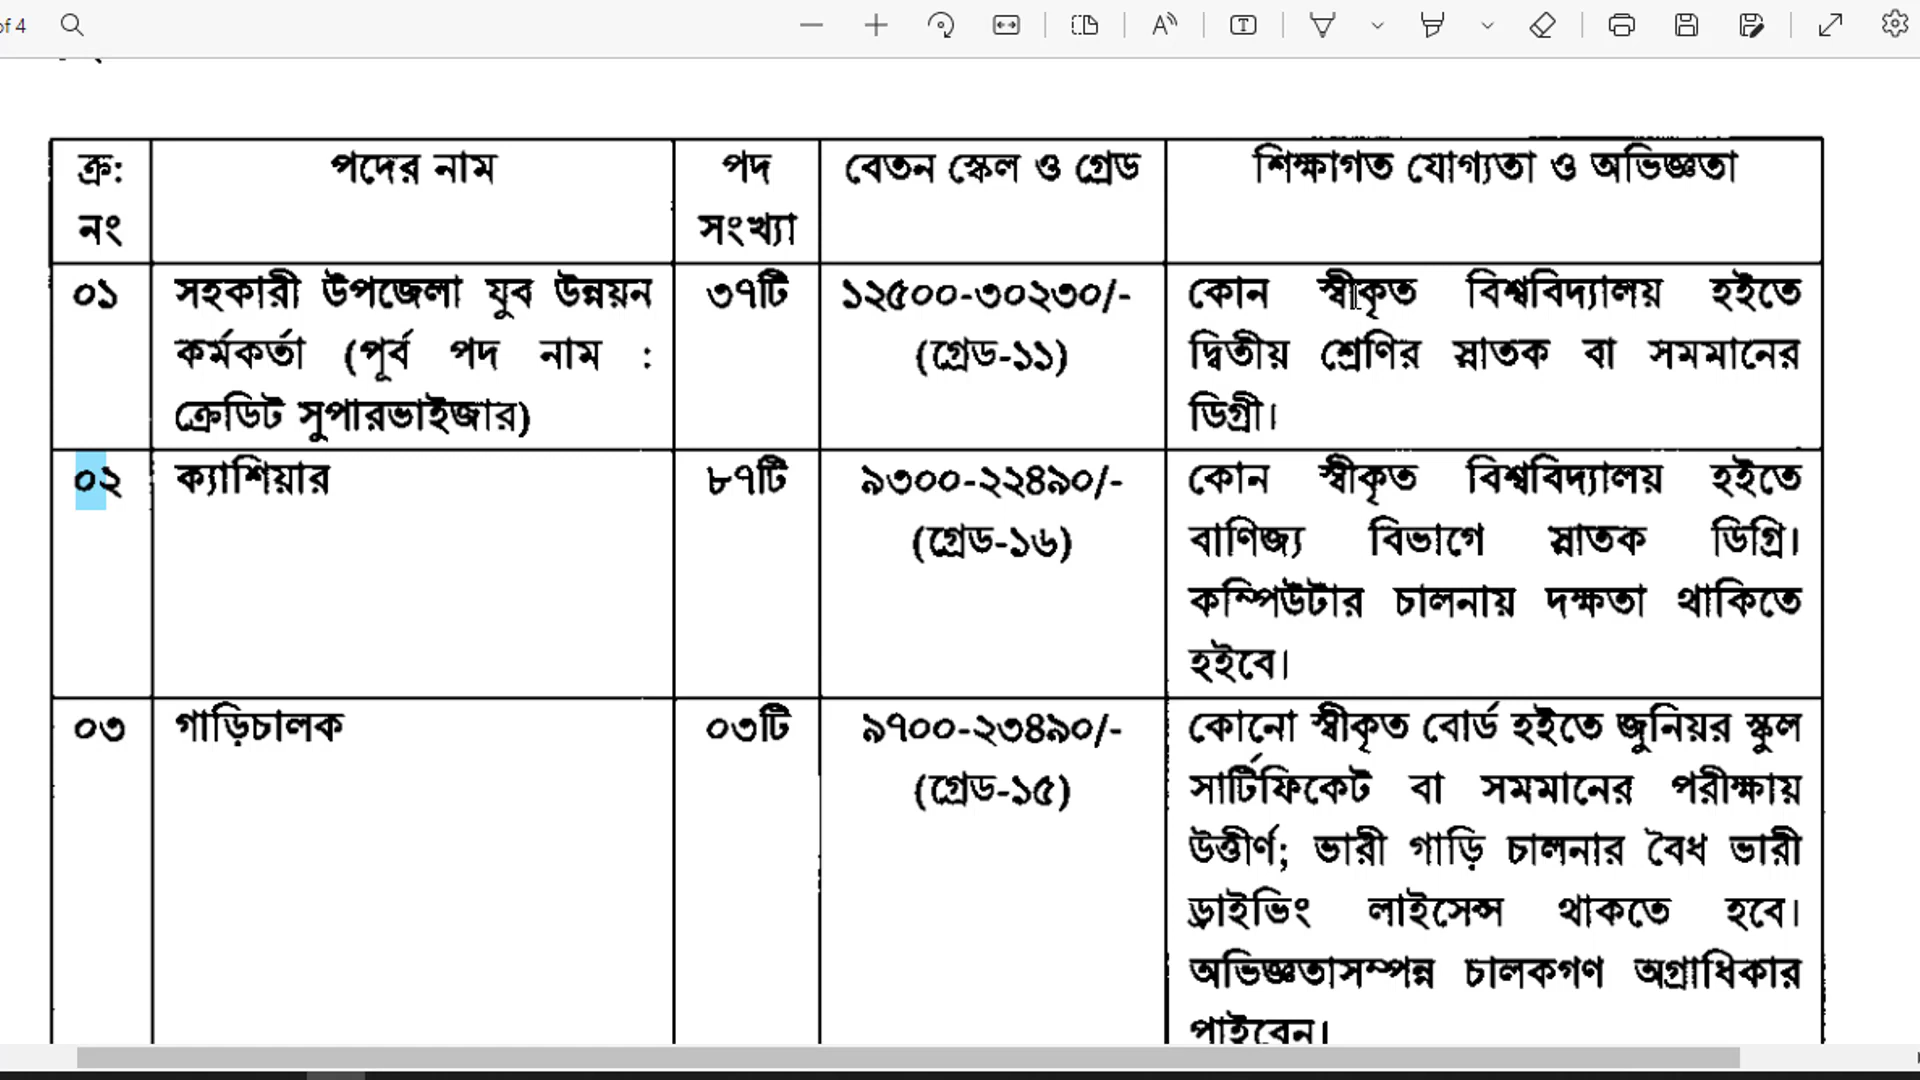 of 4
ক্র: নং
পদের নাম
পদ সংখ্যা
বেতন স্কেল ও গ্রেড
শিক্ষাগত যোগ্যতা ও অভিজ্ঞতা
০১
সহকারী উপজেলা যুব উন্নয়ন
কর্মকর্তা (পূর্ব পদ নাম :
ক্রেডিট সুপারভাইজার)
৩৭টি
১২৫০০-৩০২৩০/-
(গ্রেড-১১)
কোন স্বীকৃত বিশ্ববিদ্যালয় হইতে
দ্বিতীয় শ্রেণির স্নাতক বা সমমানের
ডিগ্রী।
০২
ক্যাশিয়ার
৮৭টি
৯৩০০-২২৪৯০/-
(গ্রেড-১৬)
কোন স্বীকৃত বিশ্ববিদ্যালয় হইতে
বাণিজ্য বিভাগে স্নাতক ডিগ্রি।
কম্পিউটার চালনায় দক্ষতা থাকিতে
হইবে।
০৩
গাড়িচালক
০৩টি
৯৭০০-২৩৪৯০/-
(গ্রেড-১৫)
কোনো স্বীকৃত বোর্ড হইতে জুনিয়র স্কুল
সার্টিফিকেট বা সমমানের পরীক্ষায়
উত্তীর্ণ; ভারী গাড়ি চালনার বৈধ ভারী
ড্রাইভিং লাইসেন্স থাকতে হবে।
অভিজ্ঞতাসম্পন্ন চালকগণ অগ্রাধিকার
পাইবেন।